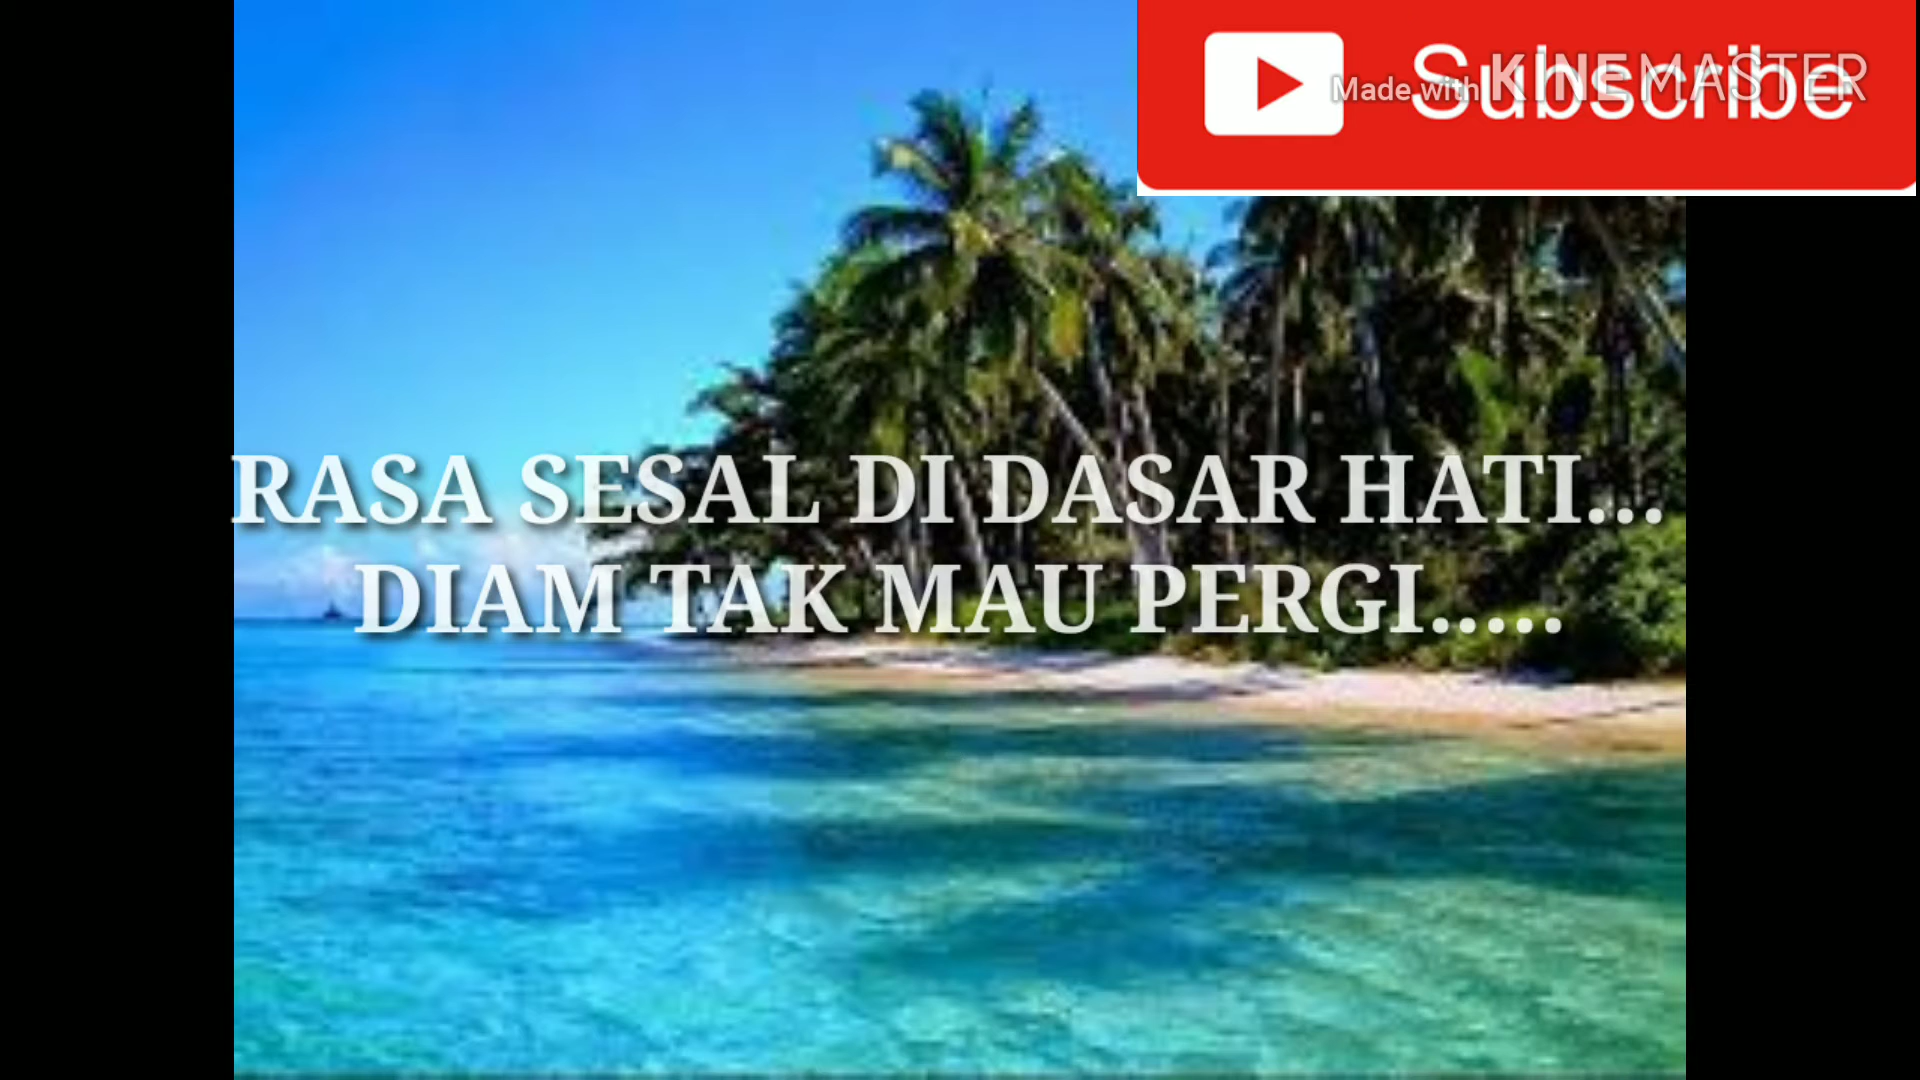 Subscribe
Made with KINEMASTER
RASA SESAL DI DASAR HATI...
DIAM TAK MAU PERGI.....